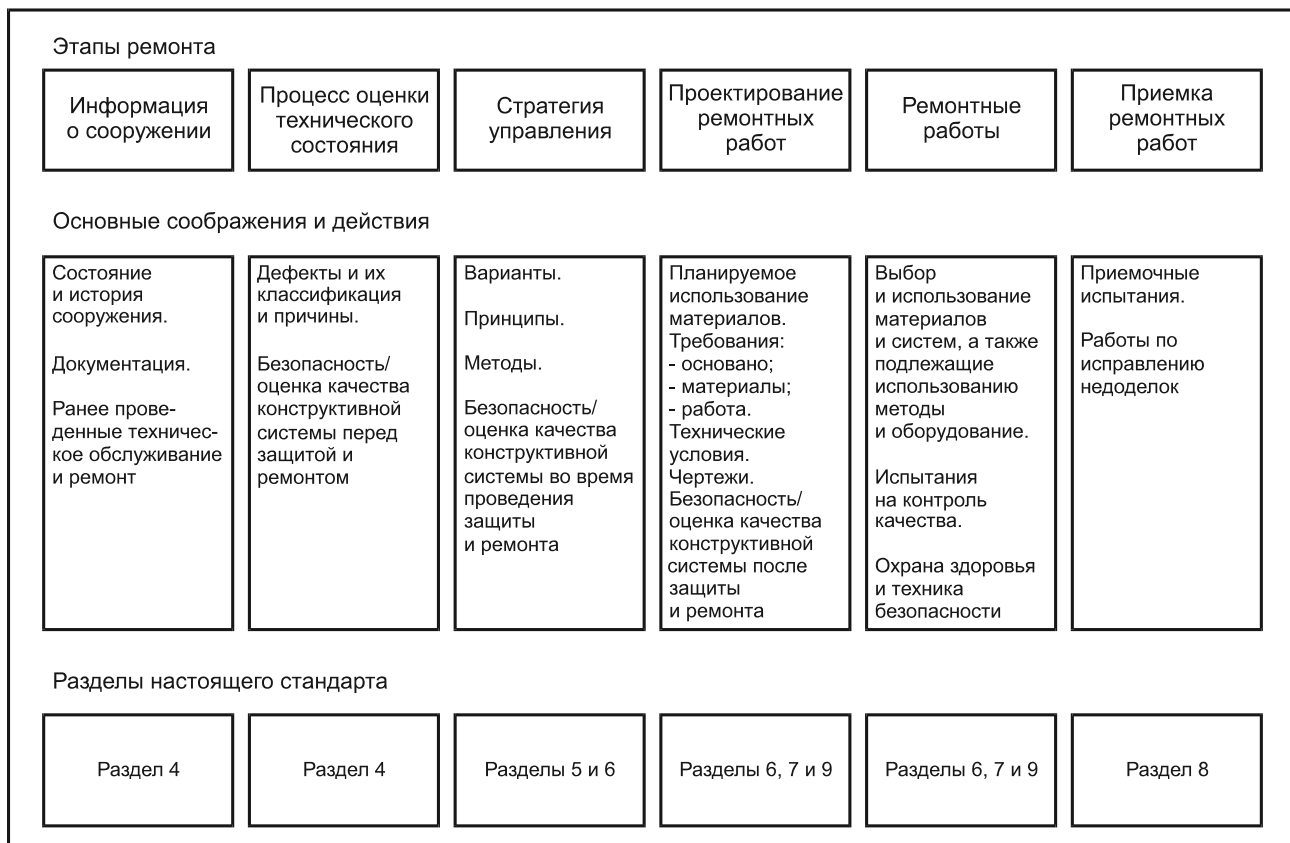 Этапы ремонта
Информация
о сооружении
Процесс оценки
технического
состояния
Стратегия
управления
Проектирование
ремонтных
работ
Ремонтные
работы
Приемка
ремонтных
работ
Основные соображения и действия
Состояние
и история
сооружения.
Документация.
Ранее прове-
денные техничес-
кое обслуживание
и ремонт
Дефекты и их
классификация
и причины.
Безопасность/
оценка качества
конструктивной
системы перед
защитой и
ремонтом
Варианты.
Принципы.
Методы.
Безопасность/
оценка качества
конструктивной
системы во время
проведения
защиты
и ремонта
Планируемое
использование
материалов.
Требования:
- основано;
- материалы;
- работа.
Технические
условия.
Чертежи.
Безопасность/
оценка качества
конструктивной
системы после
защиты
и ремонта
Выбор
и использование
материалов
и систем, а также
подлежащие
использованию
методы
и оборудование.
Испытания
на контроль
качества.
Охрана здоровья
и техника
безопасности
Приемочные
испытания.
Работы по
исправлению
недоделок
Разделы настоящего стандарта
Раздел 4
Раздел 4
Разделы 5 и 6
Разделы 6, 7 и 9
Разделы 6, 7 и 9
Раздел 8